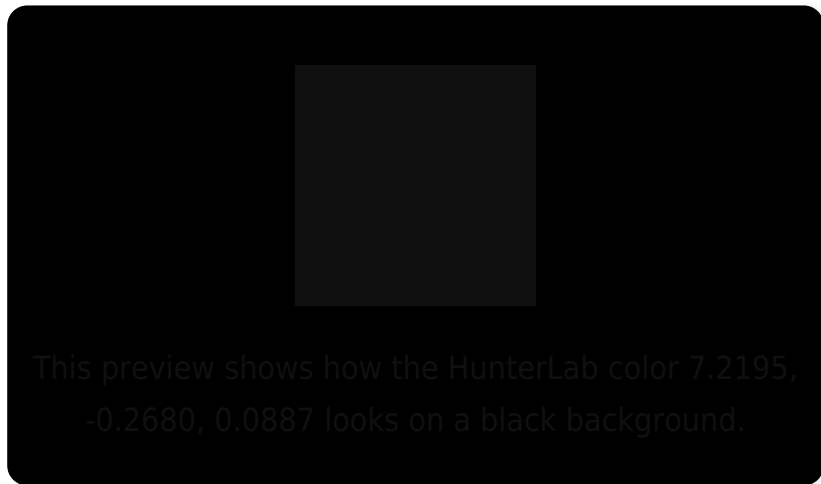 This preview shows how the HunterLab color 7.2195,
-0.2680, 0.0887 looks on a black background.